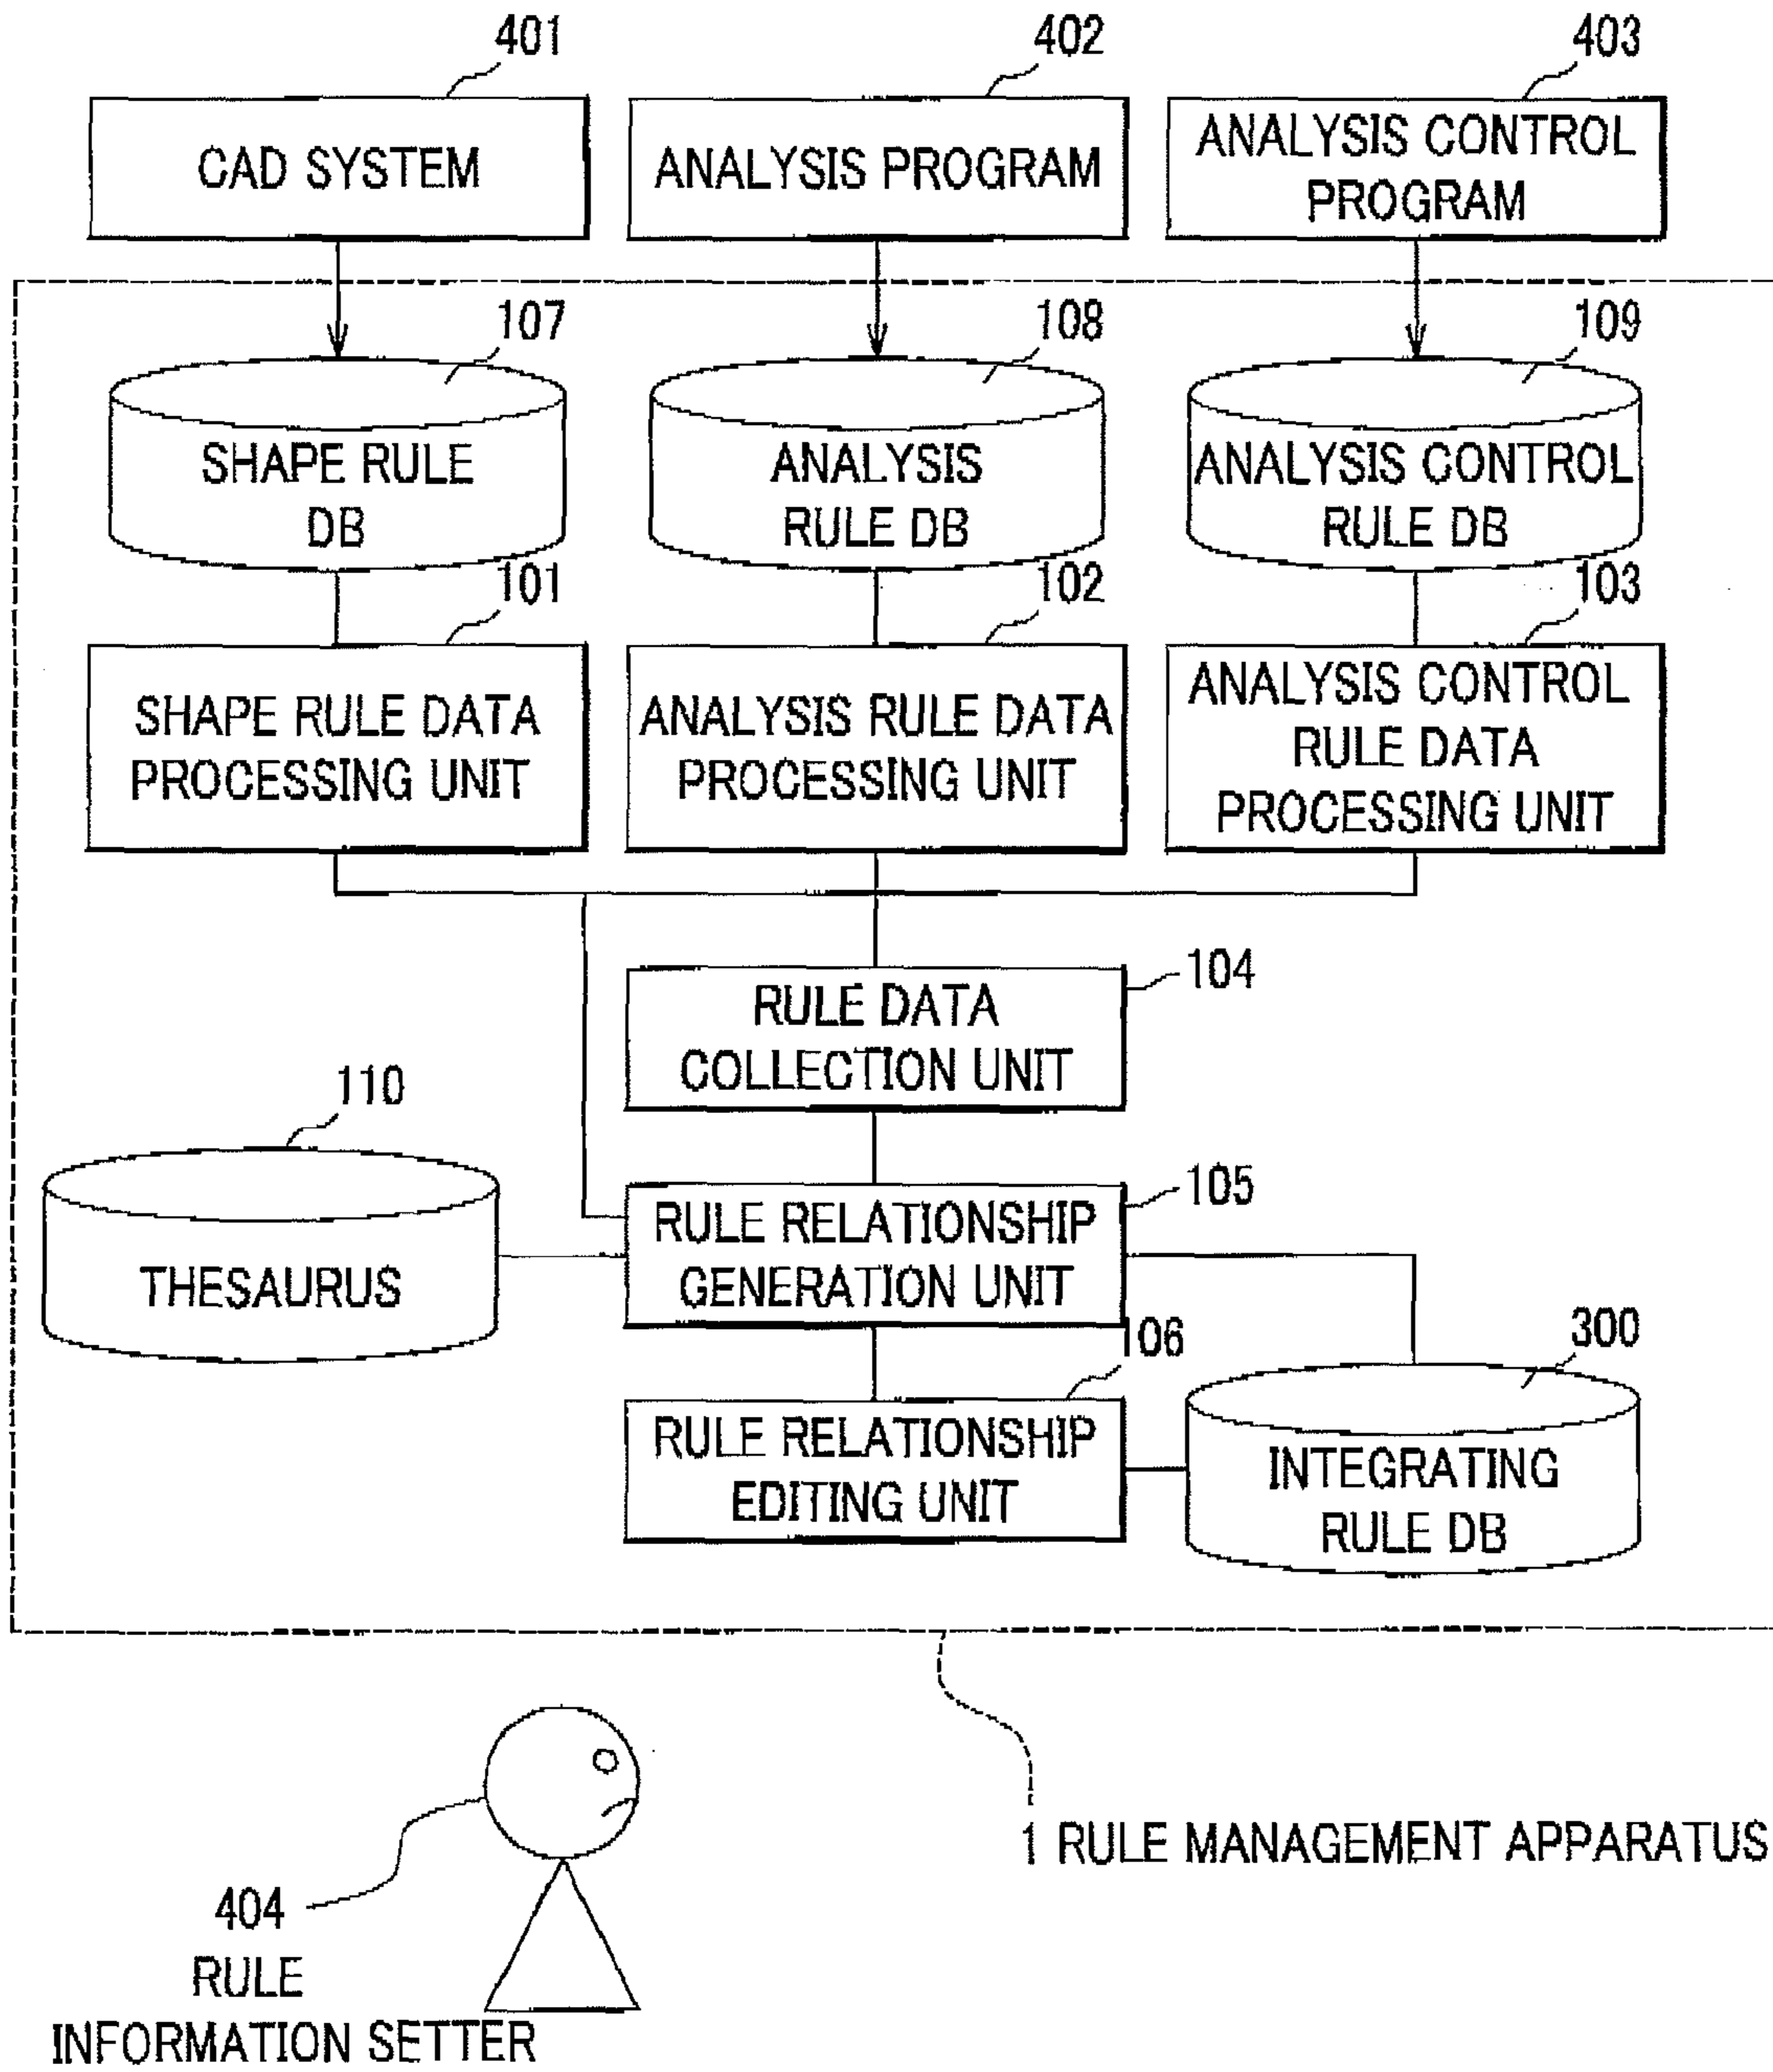 401
402
403
CAD SYSTEM
ANALYSIS PROGRAM
ANALYSIS CONTROL
PROGRAM
107
108
109
SHAPE RULE
DB
ANALYSIS
RULE DB
ANALYSIS CONTROL
RULE DB
101
102
103
SHAPE RULE DATA
PROCESSING UNIT
ANALYSIS RULE DATA
PROCESSING UNIT
ANALYSIS CONTROL
RULE DATA
PROCESSING UNIT
104
RULE DATA
COLLECTION UNIT
110
THESAURUS
105
RULE RELATIONSHIP
GENERATION UNIT
106
RULE RELATIONSHIP
EDITING UNIT
300
INTEGRATING
RULE DB
1 RULE MANAGEMENT APPARATUS
404
RULE
INFORMATION SETTER